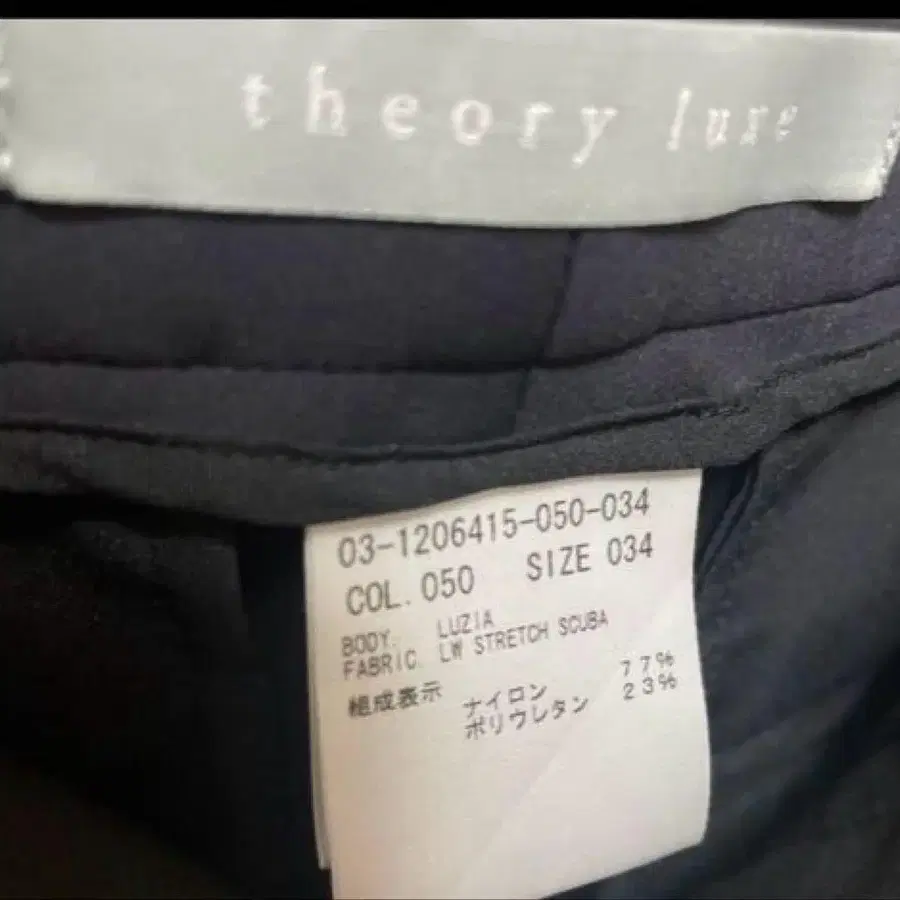 theory luxe
03-1206415-050-034
COL. 050 SIZE 034
BODY. LUZIA
FABRIC. LW STRETCH SCUBA
組成表示
ナイロン 77%
ポリウレタン 23%